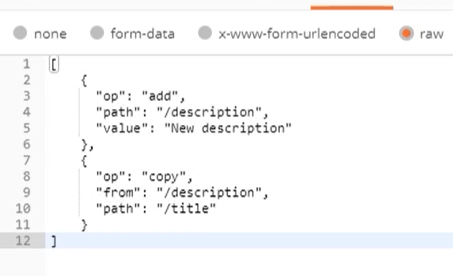 none form-data x-www-form-urlencoded raw
1 [
2 {
3 "op": "add",
4 "path": "/description",
5 "value": "New description"
6 },
7 {
8 "op": "copy",
9 "from": "/description",
10 "path": "/title"
11 }
12 ]